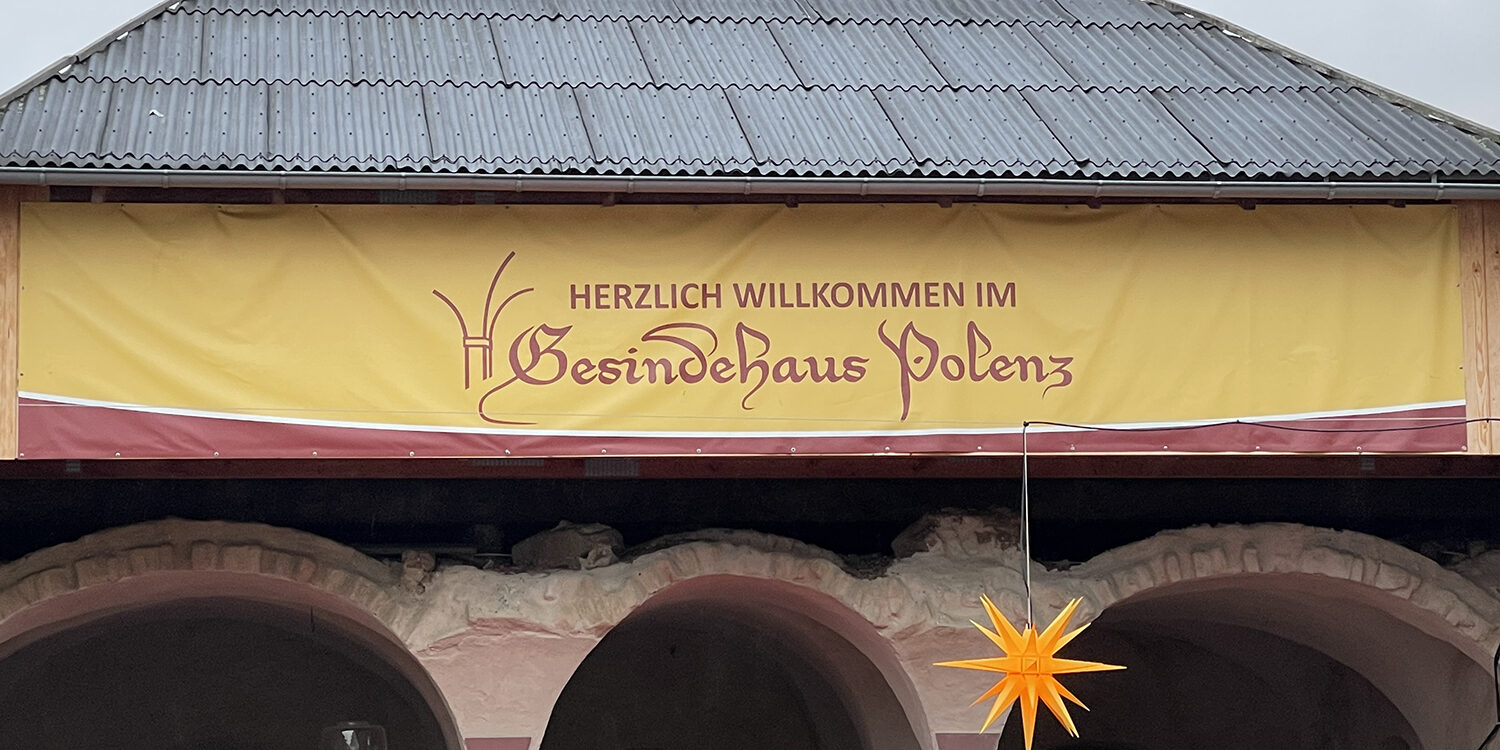 HERZLICH WILLKOMMEN IM
Gesindehaus Polenz